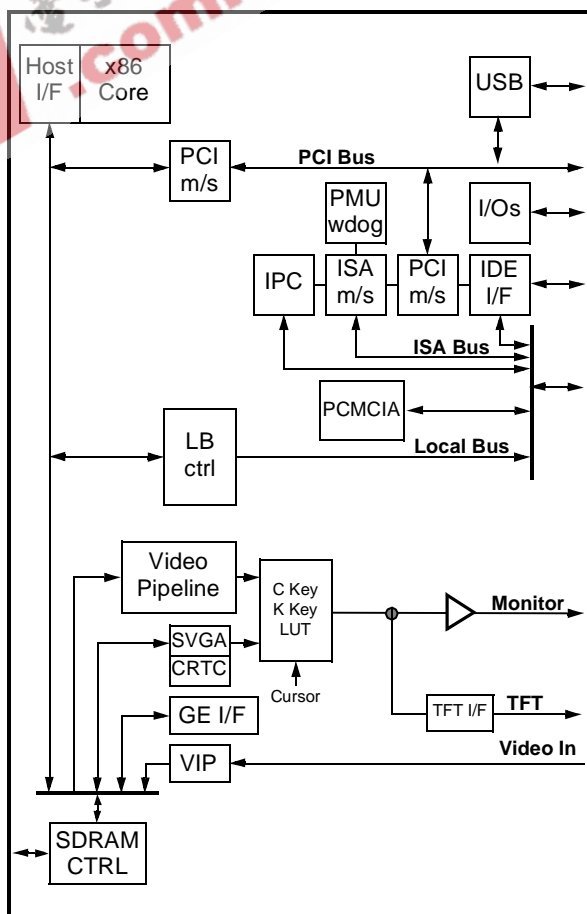 .com
Host
I/F
x86
Core
USB
PCI
m/s
PCI Bus
PMU
wdog
I/Os
IPC
ISA
m/s
PCI
m/s
IDE
I/F
ISA Bus
PCMCIA
LB
ctrl
Local Bus
Video
Pipeline
C Key
K Key
LUT
Monitor
SVGA
CRTC
Cursor
GE I/F
TFT I/F
TFT
VIP
Video In
SDRAM
CTRL